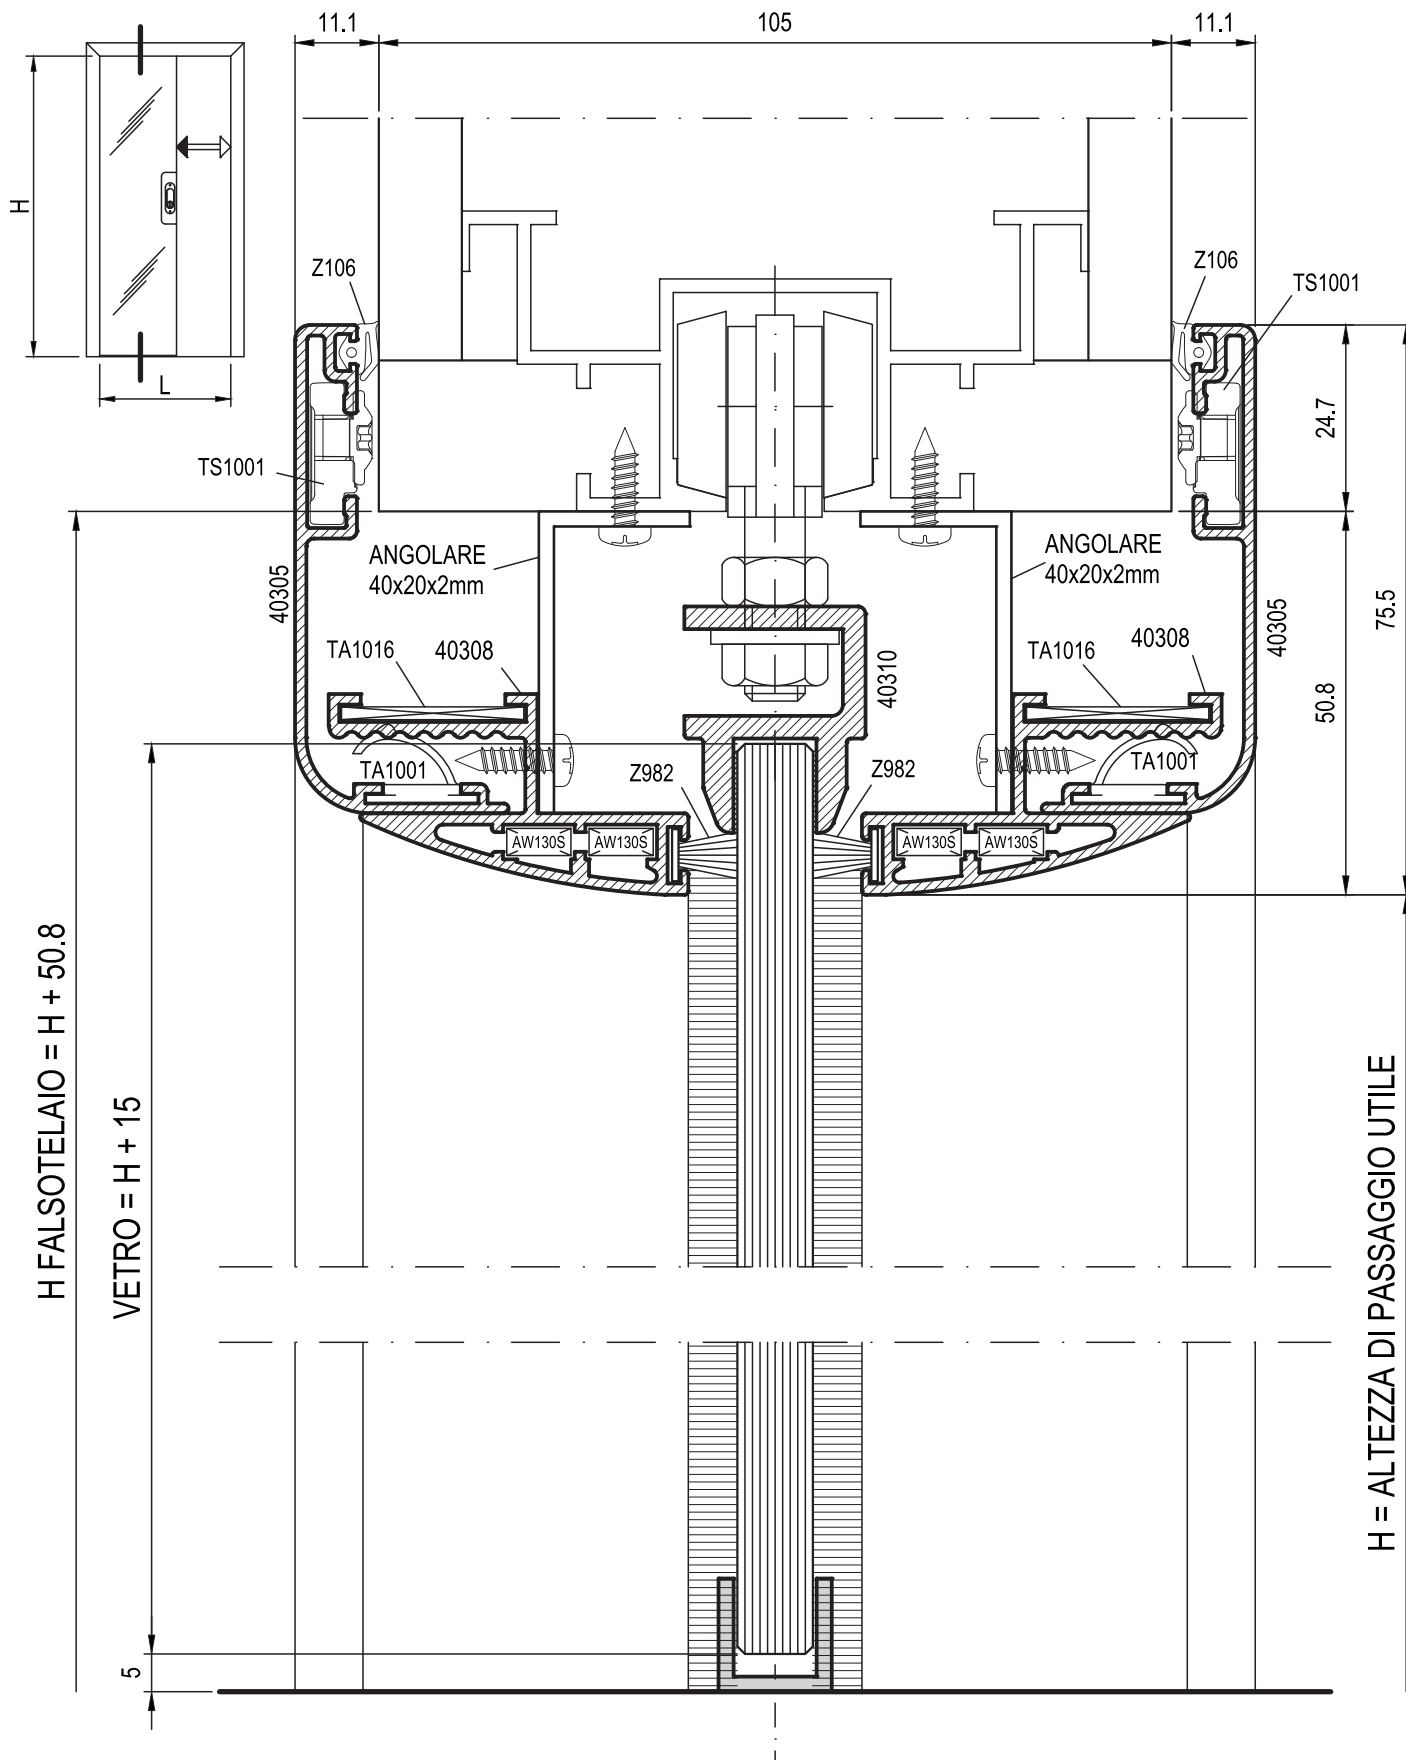 11.1
105
11.1
H
L
Z106
Z106
TS1001
TS1001
24.7
75.5
50.8
ANGOLARE
40x20x2mm
ANGOLARE
40x20x2mm
40305
40305
TA1016
40308
40310
TA1016
40308
TA1001
Z982
Z982
TA1001
AW130S
AW130S
AW130S
AW130S
H FALSOTELAIO = H + 50.8
VETRO = H + 15
H = ALTEZZA DI PASSAGGIO UTILE
5